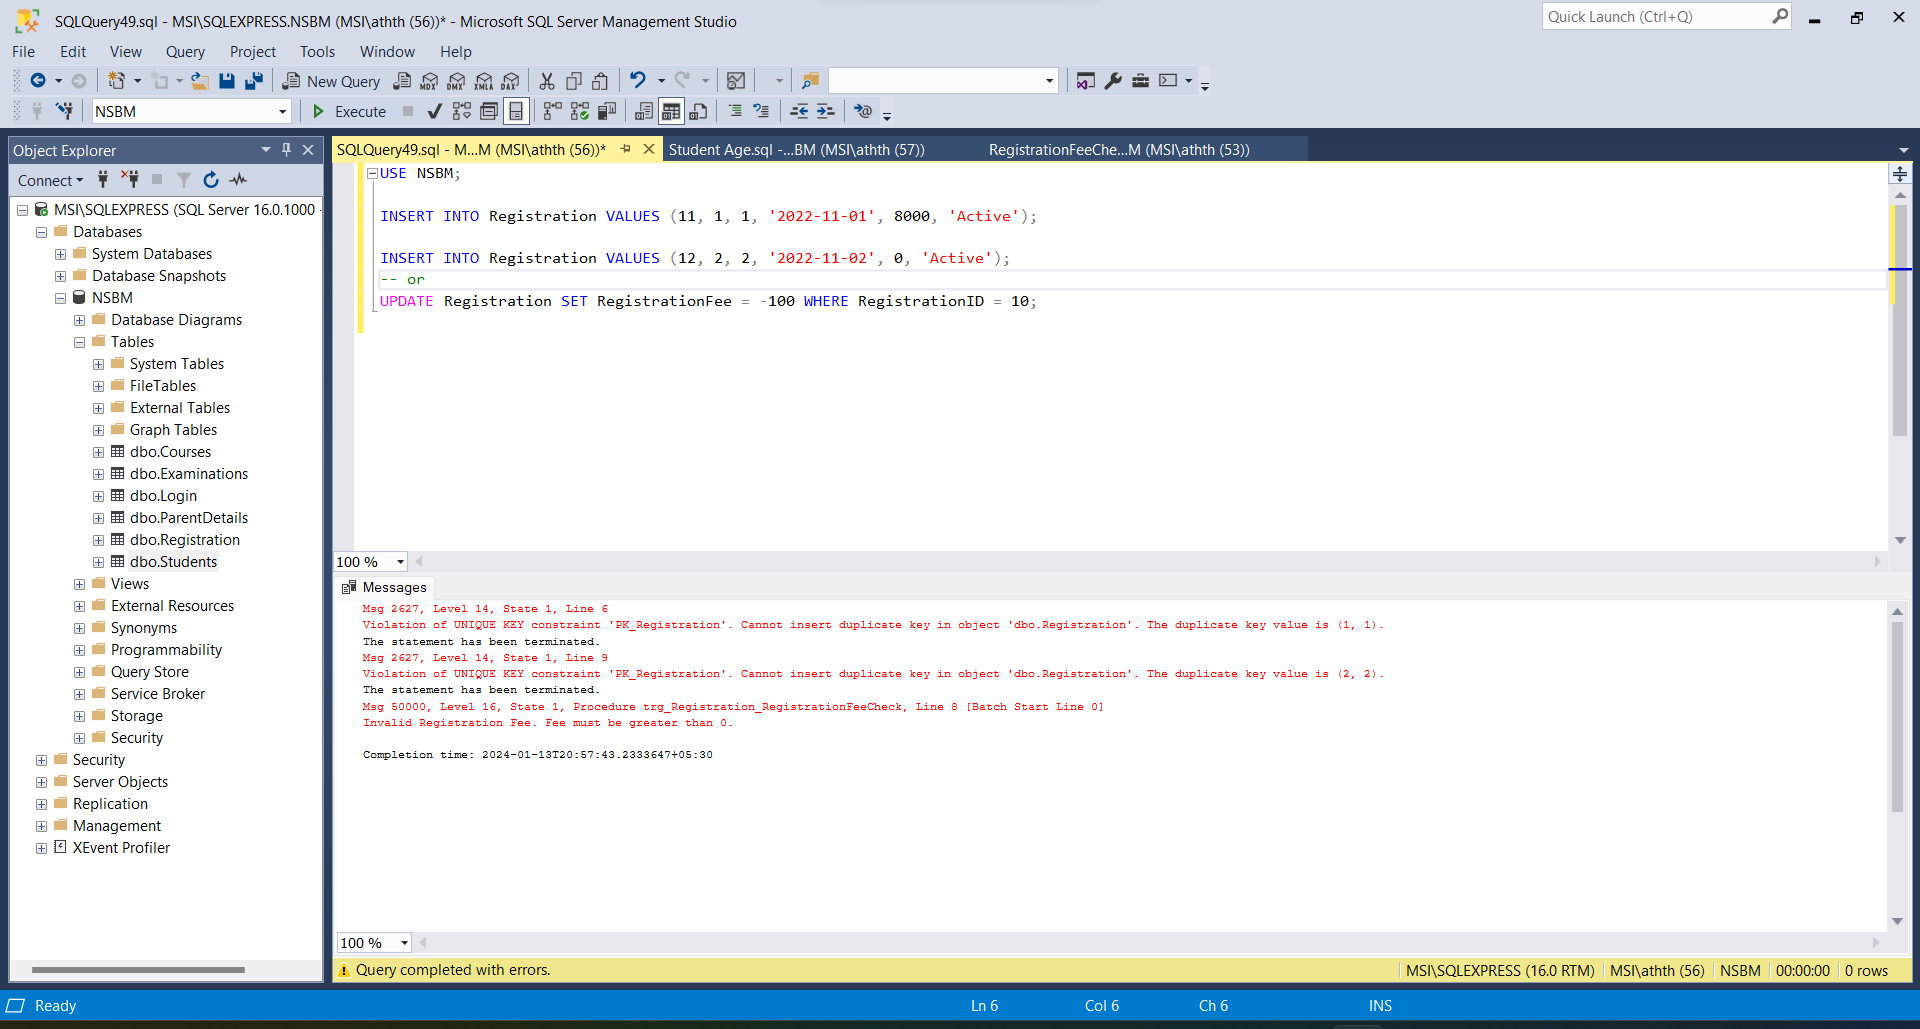 SQLQuery49.sql - MSI\SQLEXPRESS.NSBM (MSI\athth (56))* - Microsoft SQL Server Management Studio
Quick Launch (Ctrl+Q)
File Edit View Query Project Tools Window Help
New Query MDX DMX XMLA DAX
NSBM Execute
Object Explorer
Connect
MSI\SQLEXPRESS (SQL Server 16.0.1000 -
Databases
System Databases
Database Snapshots
NSBM
Database Diagrams
Tables
System Tables
FileTables
External Tables
Graph Tables
dbo.Courses
dbo.Examinations
dbo.Login
dbo.ParentDetails
dbo.Registration
dbo.Students
Views
External Resources
Synonyms
Programmability
Query Store
Service Broker
Storage
Security
Security
Server Objects
Replication
Management
XEvent Profiler
SQLQuery49.sql - M...M (MSI\athth (56))* Student Age.sql -...BM (MSI\athth (57)) RegistrationFeeChe...M (MSI\athth (53))
USE NSBM;
INSERT INTO Registration VALUES (11, 1, 1, '2022-11-01', 8000, 'Active');
INSERT INTO Registration VALUES (12, 2, 2, '2022-11-02', 0, 'Active');
-- or
UPDATE Registration SET RegistrationFee = -100 WHERE RegistrationID = 10;
100 %
Messages
Msg 2627, Level 14, State 1, Line 6
Violation of UNIQUE KEY constraint 'PK_Registration'. Cannot insert duplicate key in object 'dbo.Registration'. The duplicate key value is (1, 1).
The statement has been terminated.
Msg 2627, Level 14, State 1, Line 9
Violation of UNIQUE KEY constraint 'PK_Registration'. Cannot insert duplicate key in object 'dbo.Registration'. The duplicate key value is (2, 2).
The statement has been terminated.
Msg 50000, Level 16, State 1, Procedure trg_Registration_RegistrationFeeCheck, Line 8 [Batch Start Line 0]
Invalid Registration Fee. Fee must be greater than 0.
Completion time: 2024-01-13T20:57:43.2333647+05:30
100 %
Query completed with errors. MSI\SQLEXPRESS (16.0 RTM) MSI\athth (56) NSBM 00:00:00 0 rows
Ready Ln 6 Col 6 Ch 6 INS